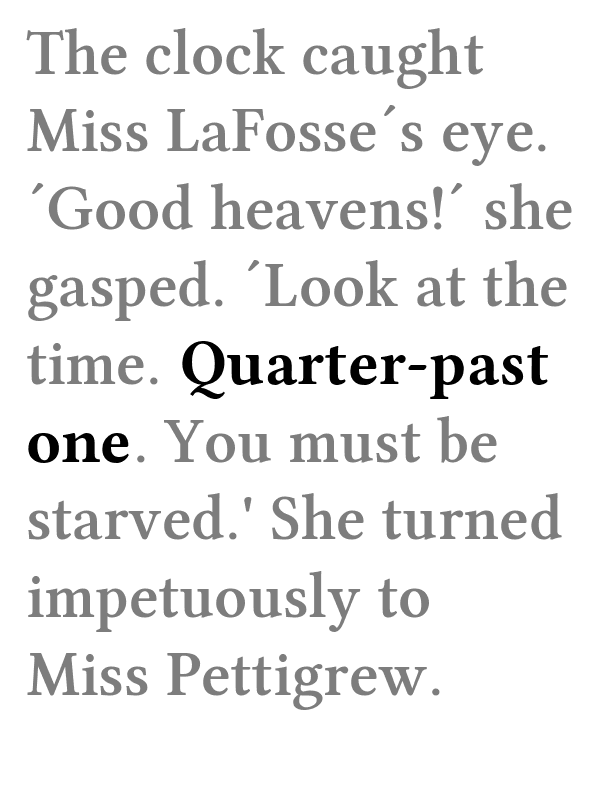 The clock caught
Miss LaFosse´s eye.
´Good heavens!´ she
gasped. ´Look at the
time. Quarter-past
one. You must be
starved.' She turned
impetuously to
Miss Pettigrew.